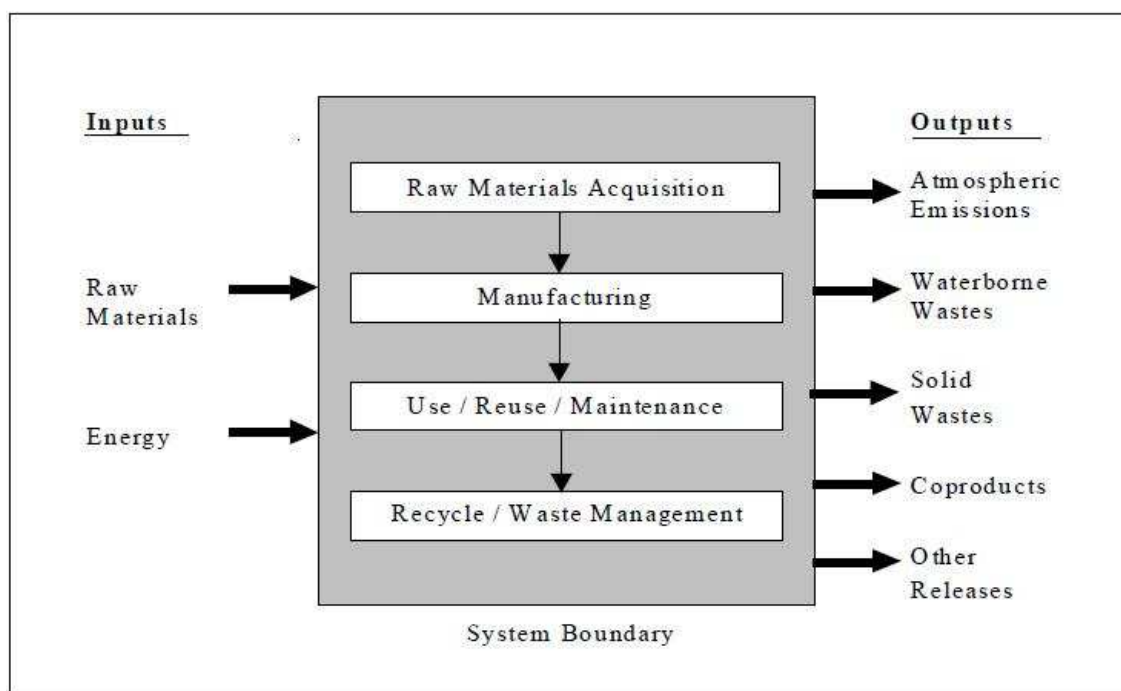 Inputs
Raw
Materials
Energy
Raw Materials Acquisition
Manufacturing
Use / Reuse / Maintenance
Recycle / Waste Management
System Boundary
Outputs
Atmospheric
Emissions
Waterborne
Wastes
Solid
Wastes
Coproducts
Other
Releases